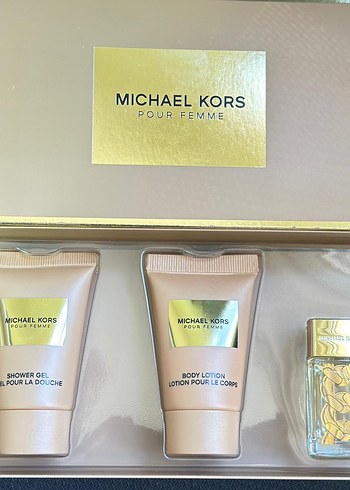 MICHAEL KORS
POUR FEMME
MICHAEL KORS
POUR FEMME
SHOWER GEL
EL POUR LA DOUCHE
MICHAEL KORS
POUR FEMME
BODY LOTION
LOTION POUR LE CORPS